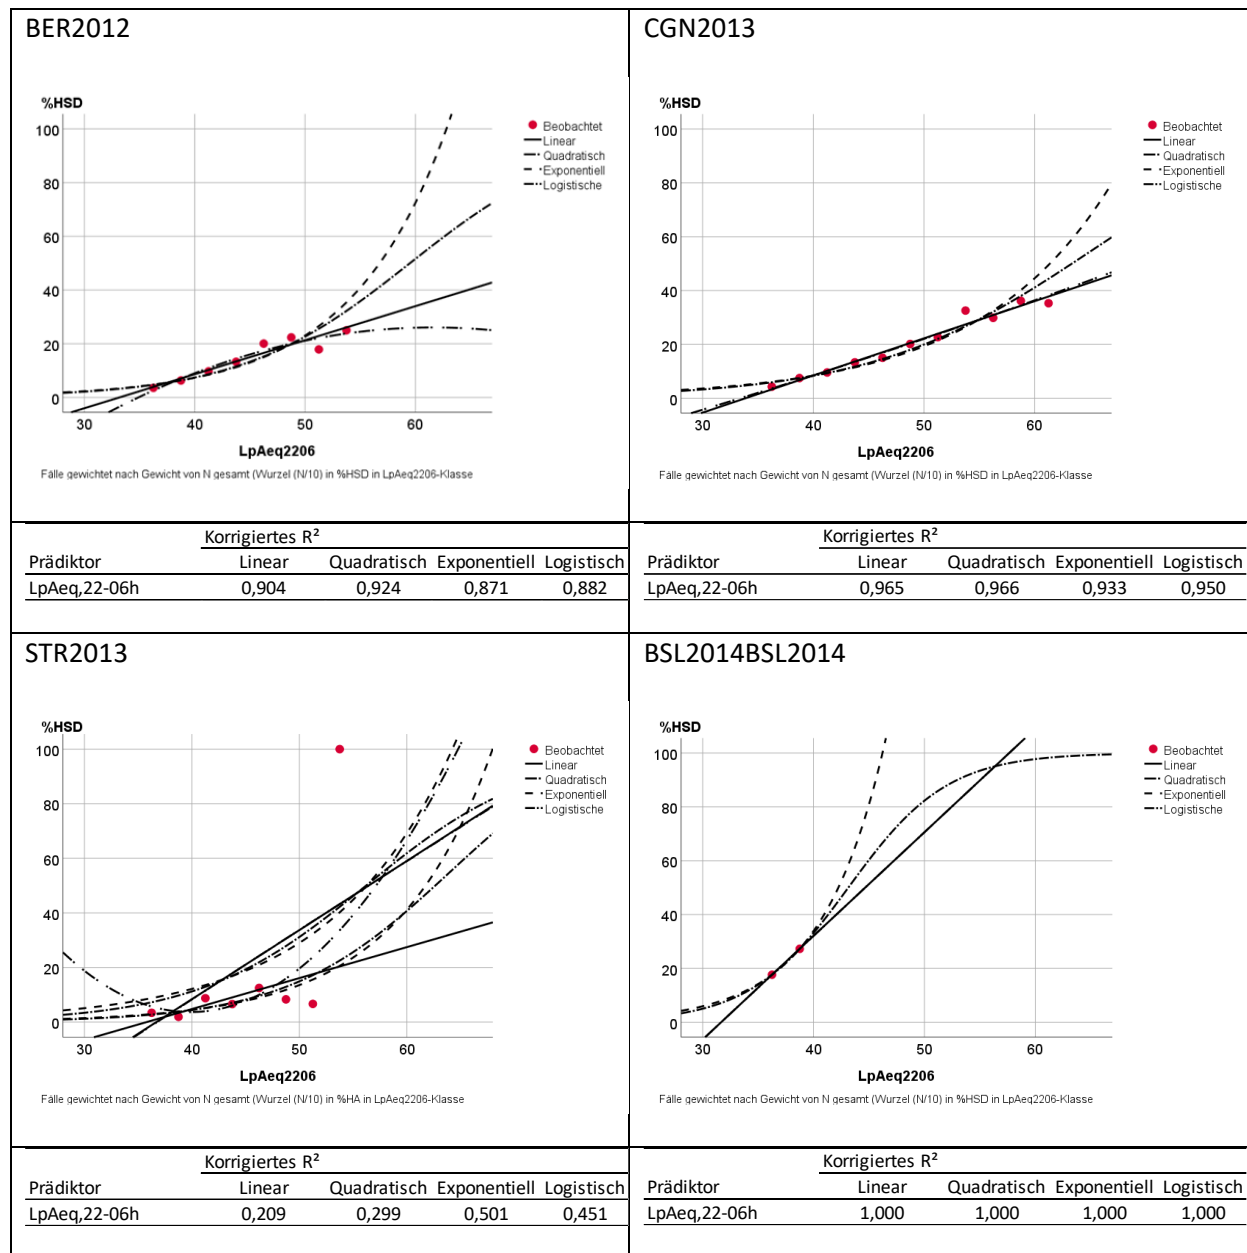 BER2012
%HSD
100
80
60
40
20
0
30 40 50 60
LpAeq2206
Beobachtet
Linear
Quadratisch
Exponentiell
Logistische
Fälle gewichtet nach Gewicht von N gesamt (Wurzel (N/10) in %HSD in LpAeq2206-Klasse
Korrigiertes R²
Prädiktor Linear Quadratisch Exponentiell Logistisch
LpAeq,22-06h 0,904 0,924 0,871 0,882
CGN2013
%HSD
100
80
60
40
20
0
30 40 50 60
LpAeq2206
Beobachtet
Linear
Quadratisch
Exponentiell
Logistische
Fälle gewichtet nach Gewicht von N gesamt (Wurzel (N/10) in %HSD in LpAeq2206-Klasse
Korrigiertes R²
Prädiktor Linear Quadratisch Exponentiell Logistisch
LpAeq,22-06h 0,965 0,966 0,933 0,950
STR2013
%HSD
100
80
60
40
20
0
30 40 50 60
LpAeq2206
Beobachtet
Linear
Quadratisch
Exponentiell
Logistische
Fälle gewichtet nach Gewicht von N gesamt (Wurzel (N/10) in %HA in LpAeq2206-Klasse
Korrigiertes R²
Prädiktor Linear Quadratisch Exponentiell Logistisch
LpAeq,22-06h 0,209 0,299 0,501 0,451
BSL2014BSL2014
%HSD
100
80
60
40
20
0
30 40 50 60
LpAeq2206
Beobachtet
Linear
Quadratisch
Exponentiell
Logistische
Fälle gewichtet nach Gewicht von N gesamt (Wurzel (N/10) in %HSD in LpAeq2206-Klasse
Korrigiertes R²
Prädiktor Linear Quadratisch Exponentiell Logistisch
LpAeq,22-06h 1,000 1,000 1,000 1,000